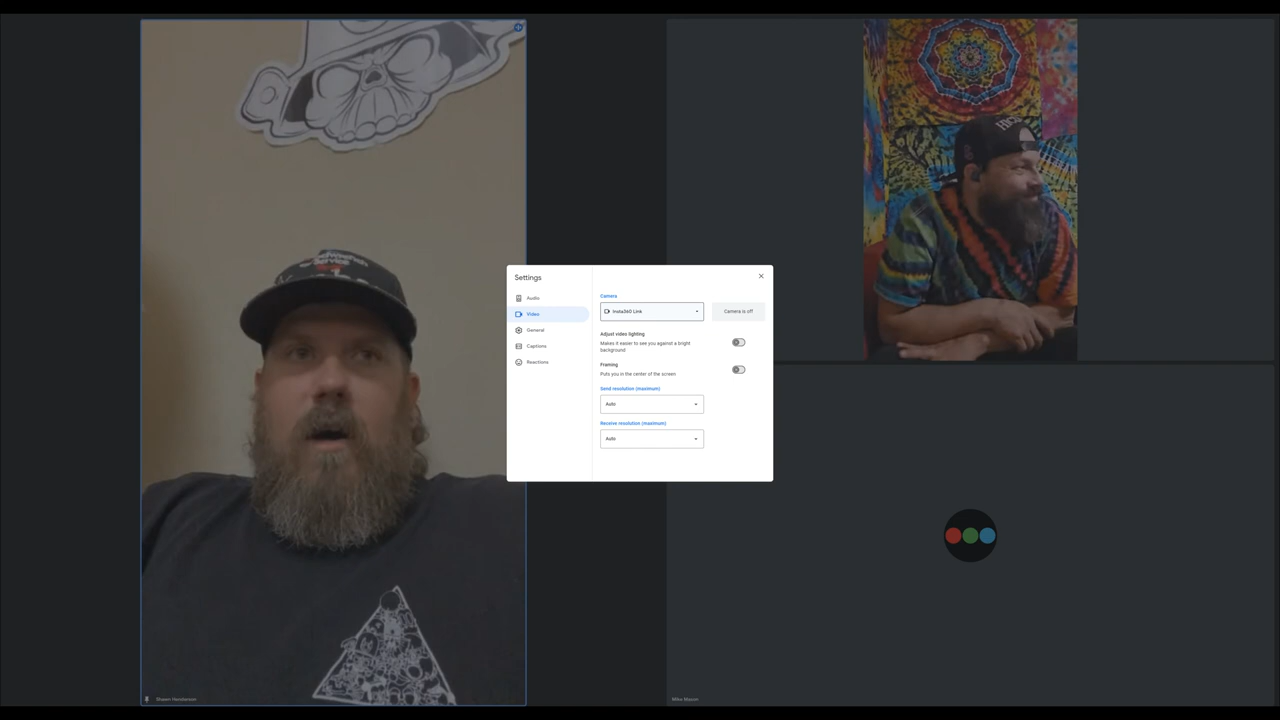 Settings
Audio
Video
General
Captions
Reactions
Camera
Insta360 Link
Camera is off
Adjust video lighting
Makes it easier to see you against a bright
background
Framing
Puts you in the center of the screen
Send resolution (maximum)
Auto
Receive resolution (maximum)
Auto
Shawn Henderson
Mike Mason